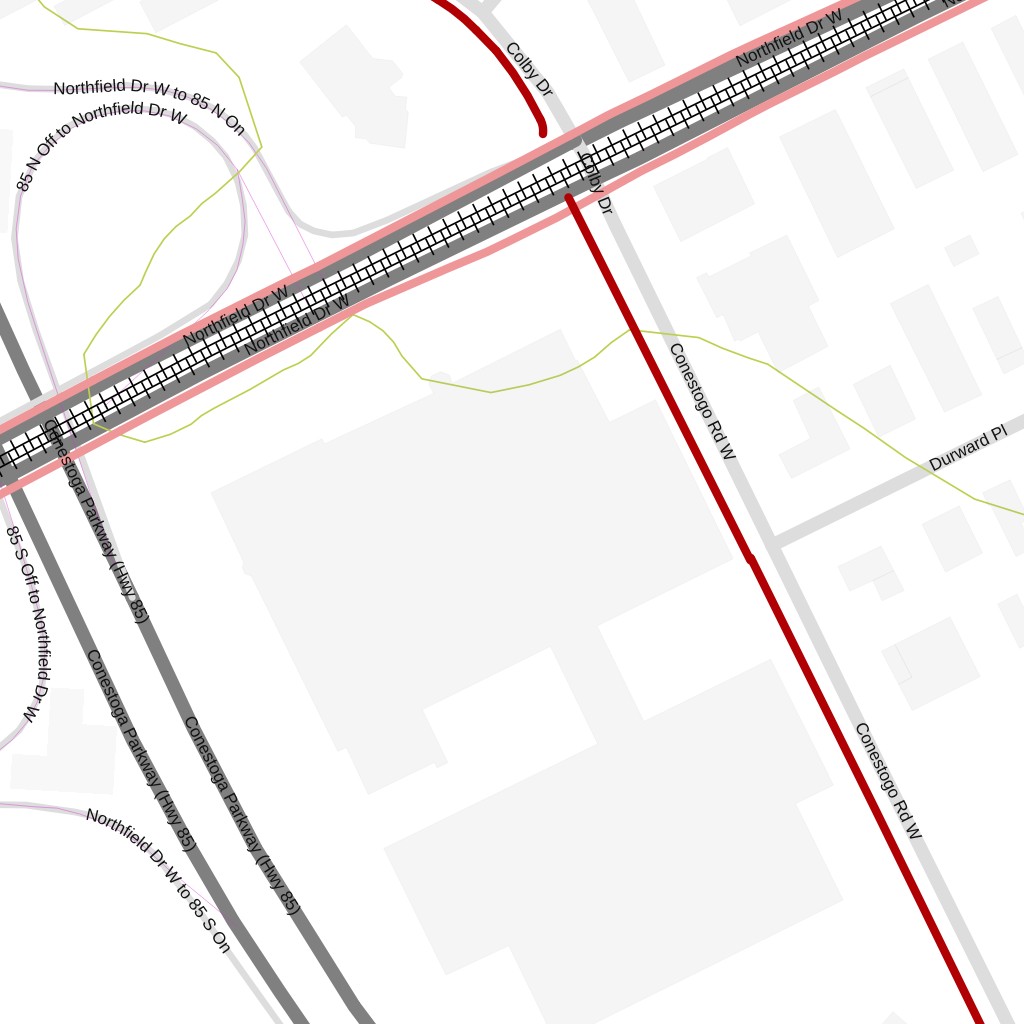 Northfield Dr W
No
Colby Dr
Northfield Dr W to 85 N On
85 N Off to Northfield Dr W
Colby Dr
Northfield Dr W
Northfield Dr W
Conestogo Rd W
Durward Pl
Conestoga Parkway (Hwy 85)
85 S Off to Northfield Dr W
Conestoga Parkway (Hwy 85)
Conestoga Parkway (Hwy 85)
Conestogo Rd W
Northfield Dr W to 85 S On